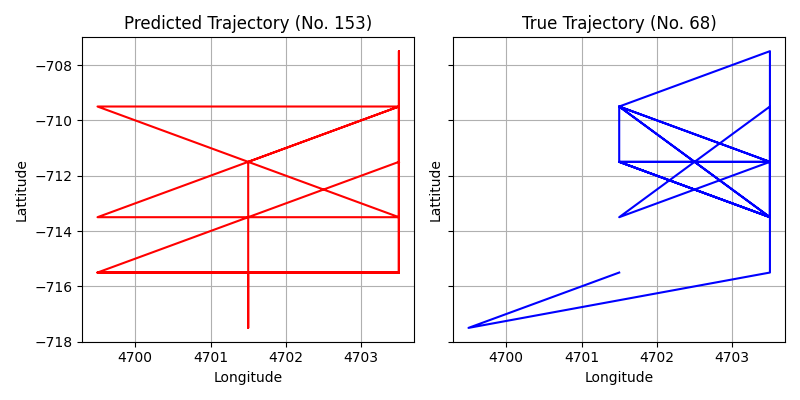 Predicted Trajectory (No. 153)
True Trajectory (No. 68)
Lattitude
−708
−710
−712
−714
−716
−718
4700
4701
4702
4703
Longitude
Lattitude
4700
4701
4702
4703
Longitude